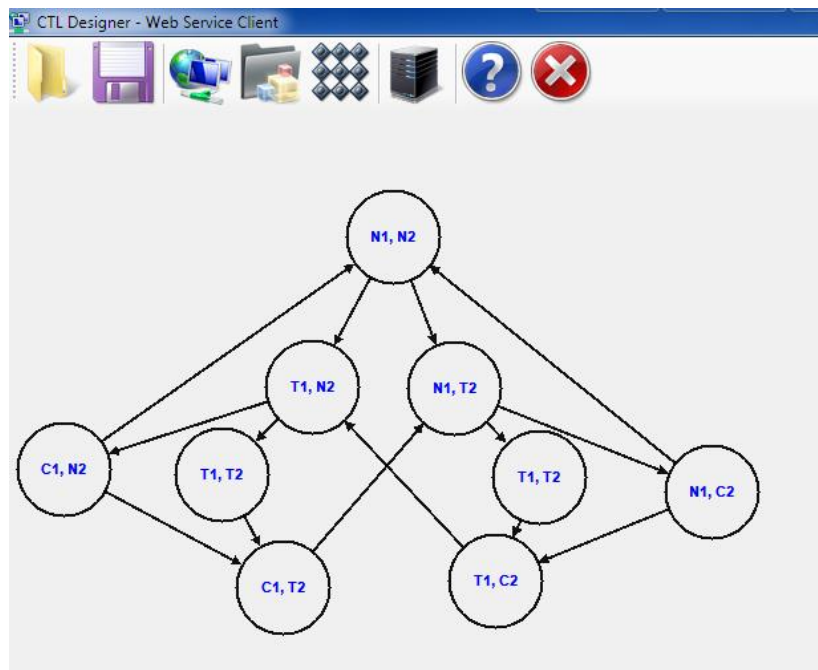 CTL Designer - Web Service Client
?
N1, N2
T1, N2
N1, T2
C1, N2
T1, T2
T1, T2
N1, C2
C1, T2
T1, C2